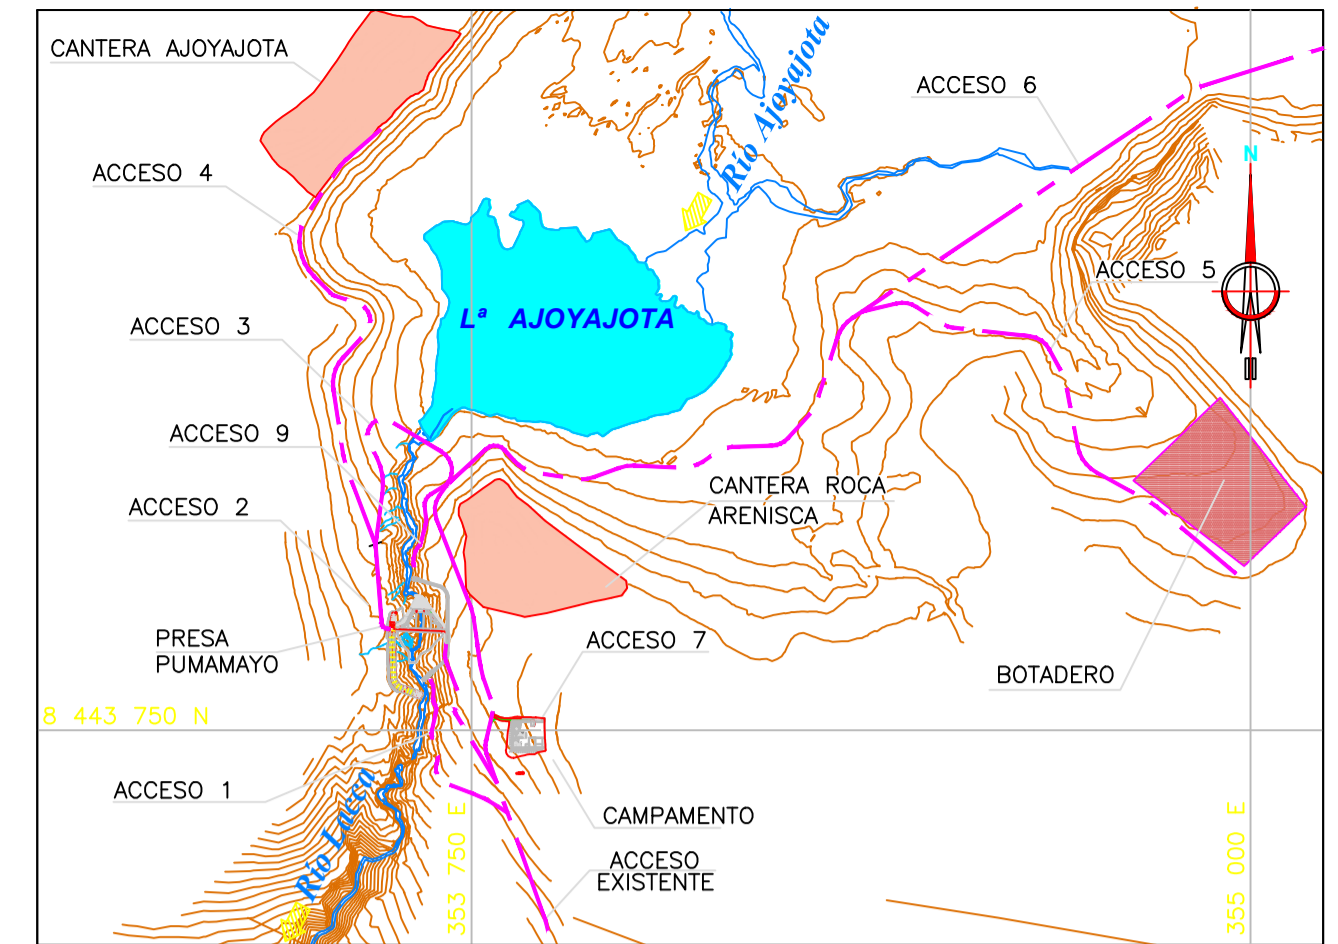 CANTERA AJOYAJOTA
Río Ajoyajota
ACCESO 6
N
ACCESO 4
ACCESO 5
ACCESO 3
Lª AJOYAJOTA
ACCESO 9
CANTERA ROCA
ARENISCA
ACCESO 2
PRESA
PUMAMAYO
ACCESO 7
BOTADERO
8 443 750 N
ACCESO 1
Río Lacca
CAMPAMENTO
353 750 E
355 000 E
ACCESO
EXISTENTE